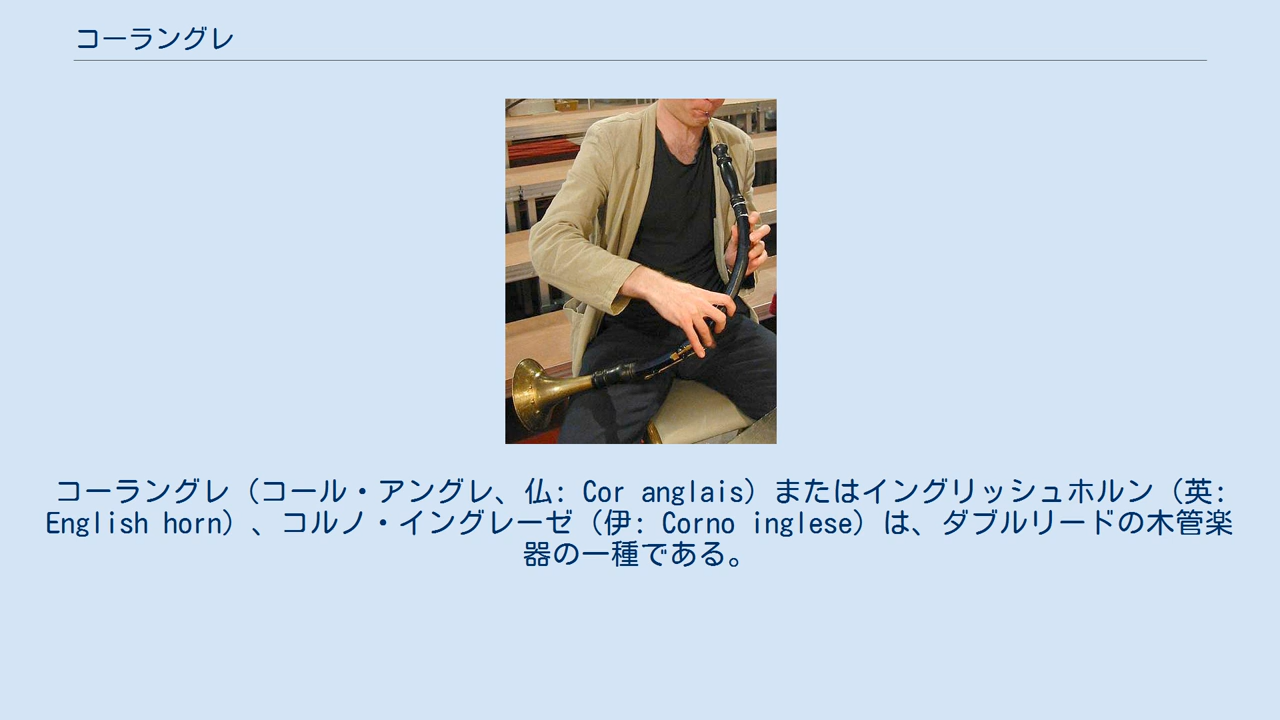 コーラングレ
コーラングレ（コール・アングレ、仏: Cor anglais）またはイングリッシュホルン（英:
English horn）、コルノ・イングレーゼ（伊: Corno inglese）は、ダブルリードの木管楽
器の一種である。